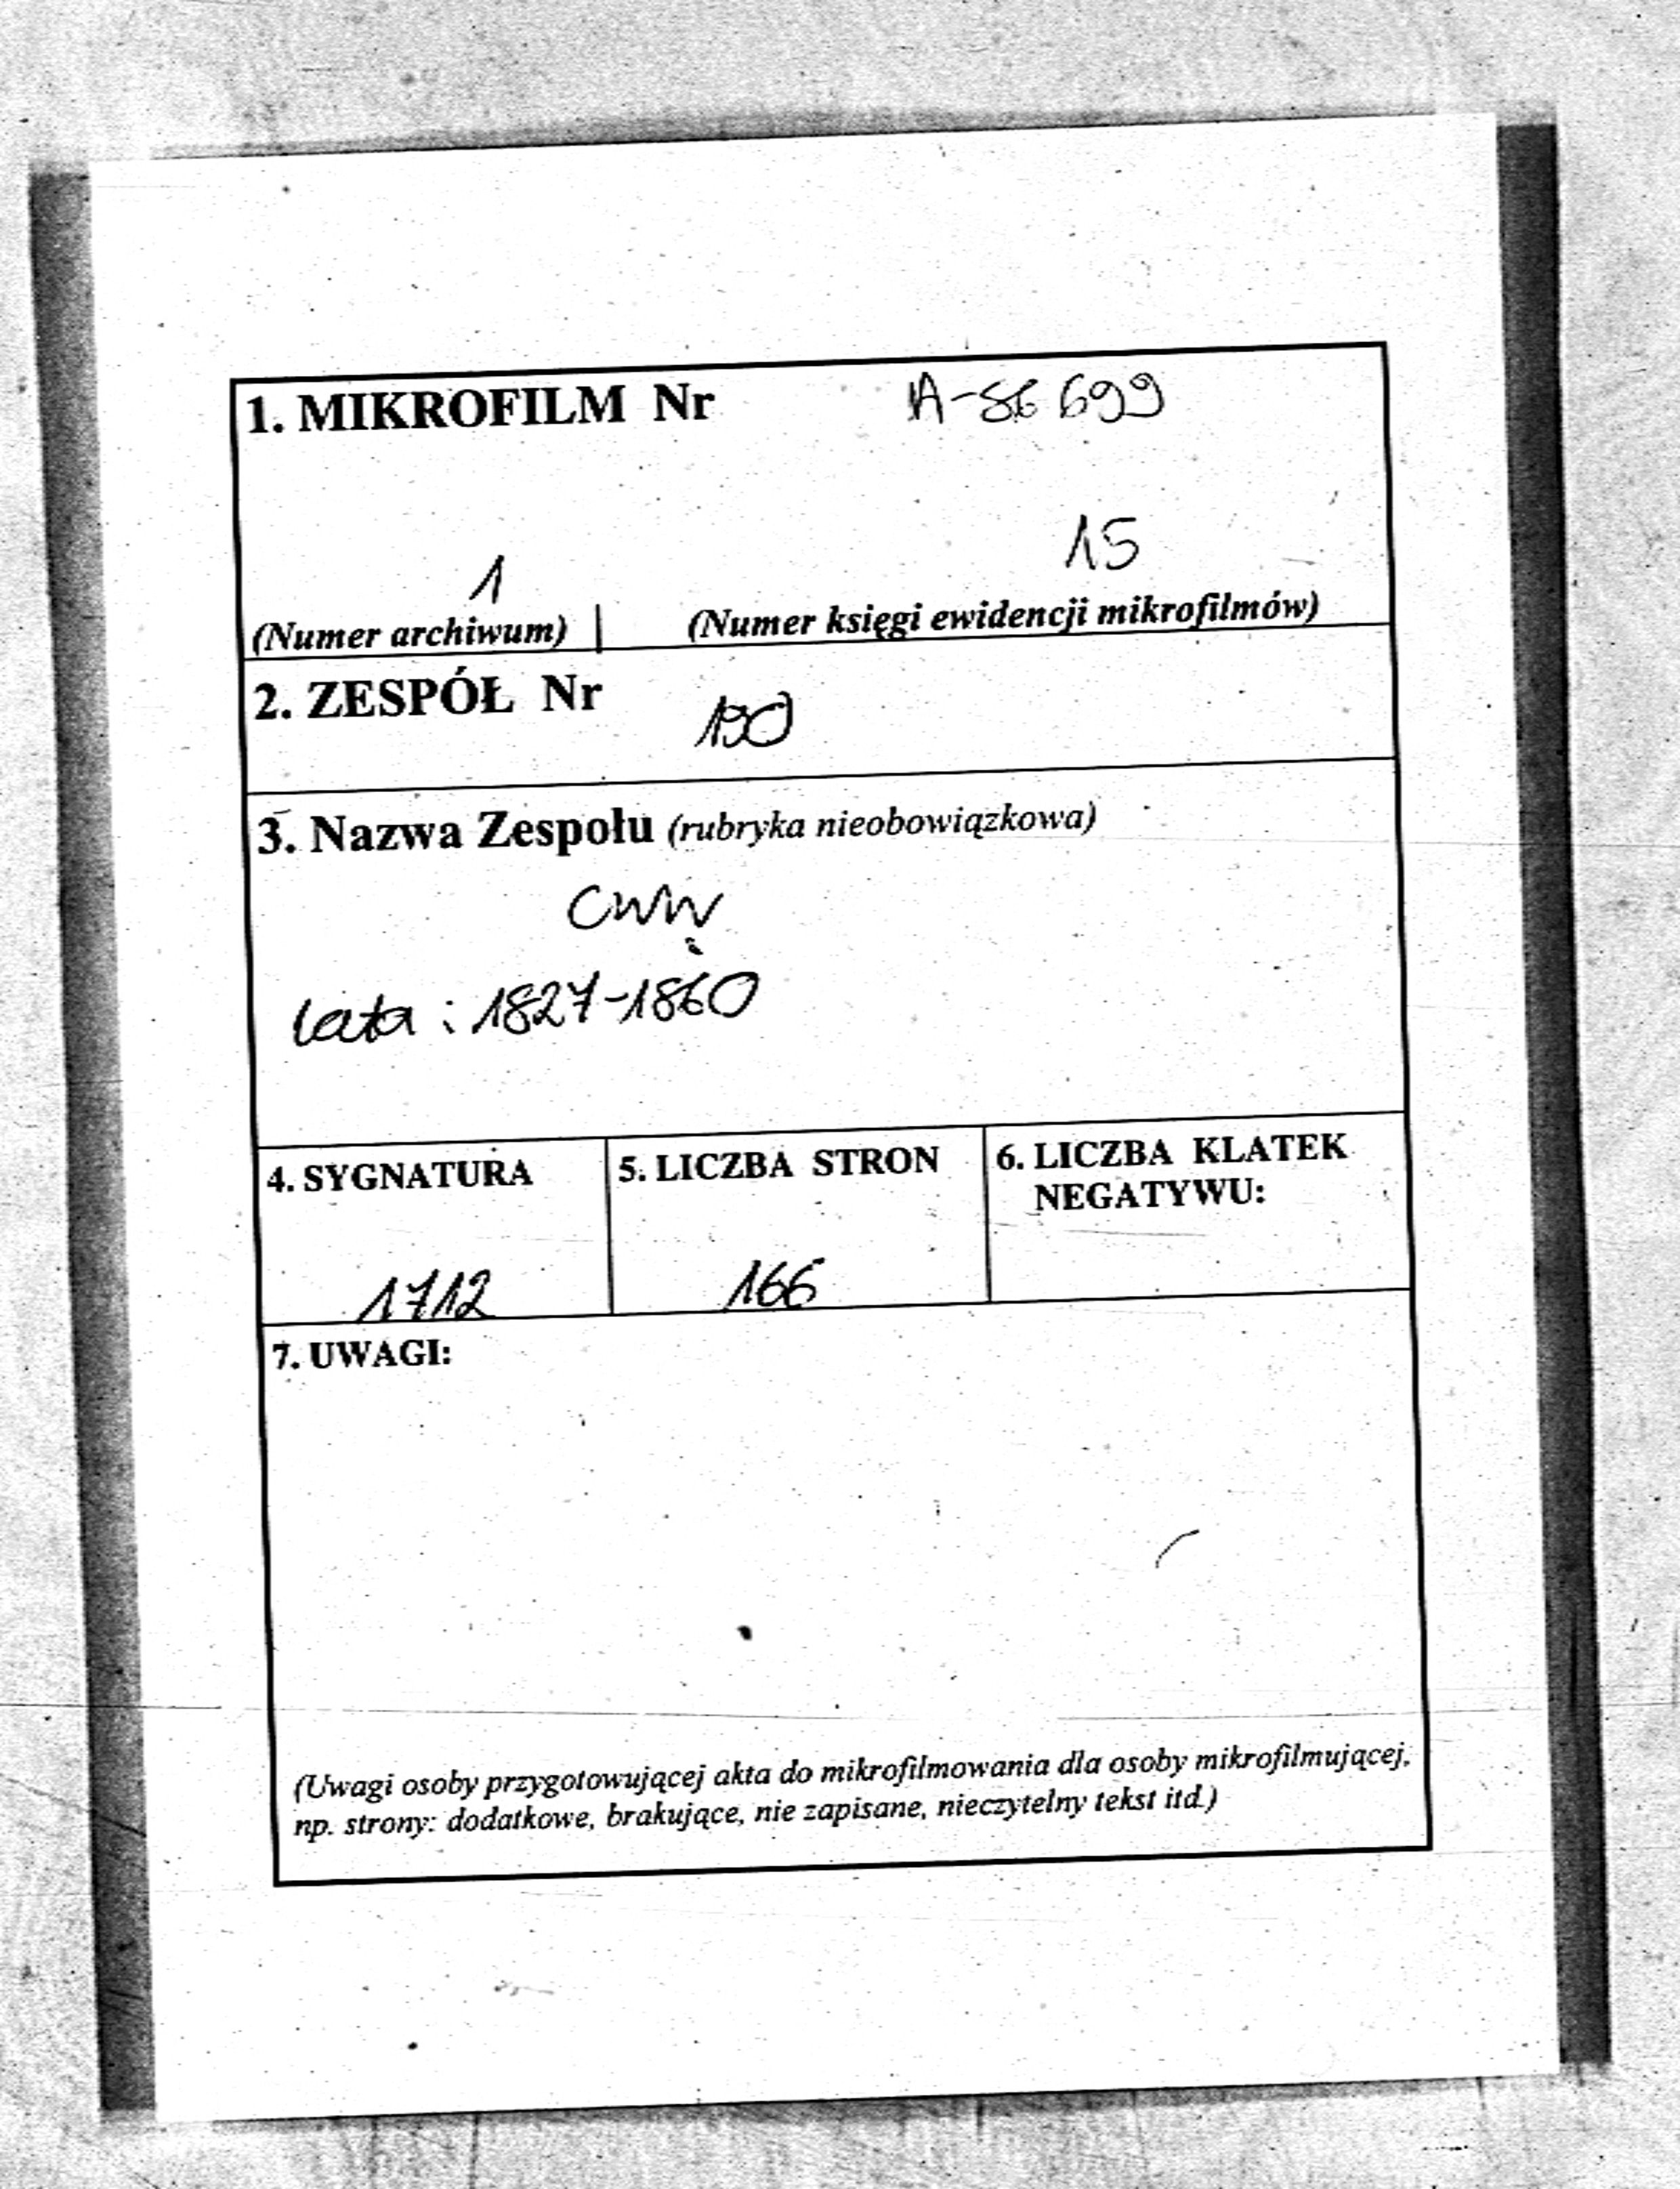 1. MIKROFILM Nr A-86 699
1 15
(Numer archiwum) | (Numer księgi ewidencji mikrofilmów)
2. ZESPÓŁ Nr 190
3. Nazwa Zespołu (rubryka nieobowiązkowa)
CWW
lata : 1827-1860
4. SYGNATURA 5. LICZBA STRON 6. LICZBA KLATEK
NEGATYWU:
1712 166
7. UWAGI:
(Uwagi osoby przygotowującej akta do mikrofilmowania dla osoby mikrofilmującej,
np. strony: dodatkowe, brakujące, nie zapisane, nieczytelny tekst itd.)